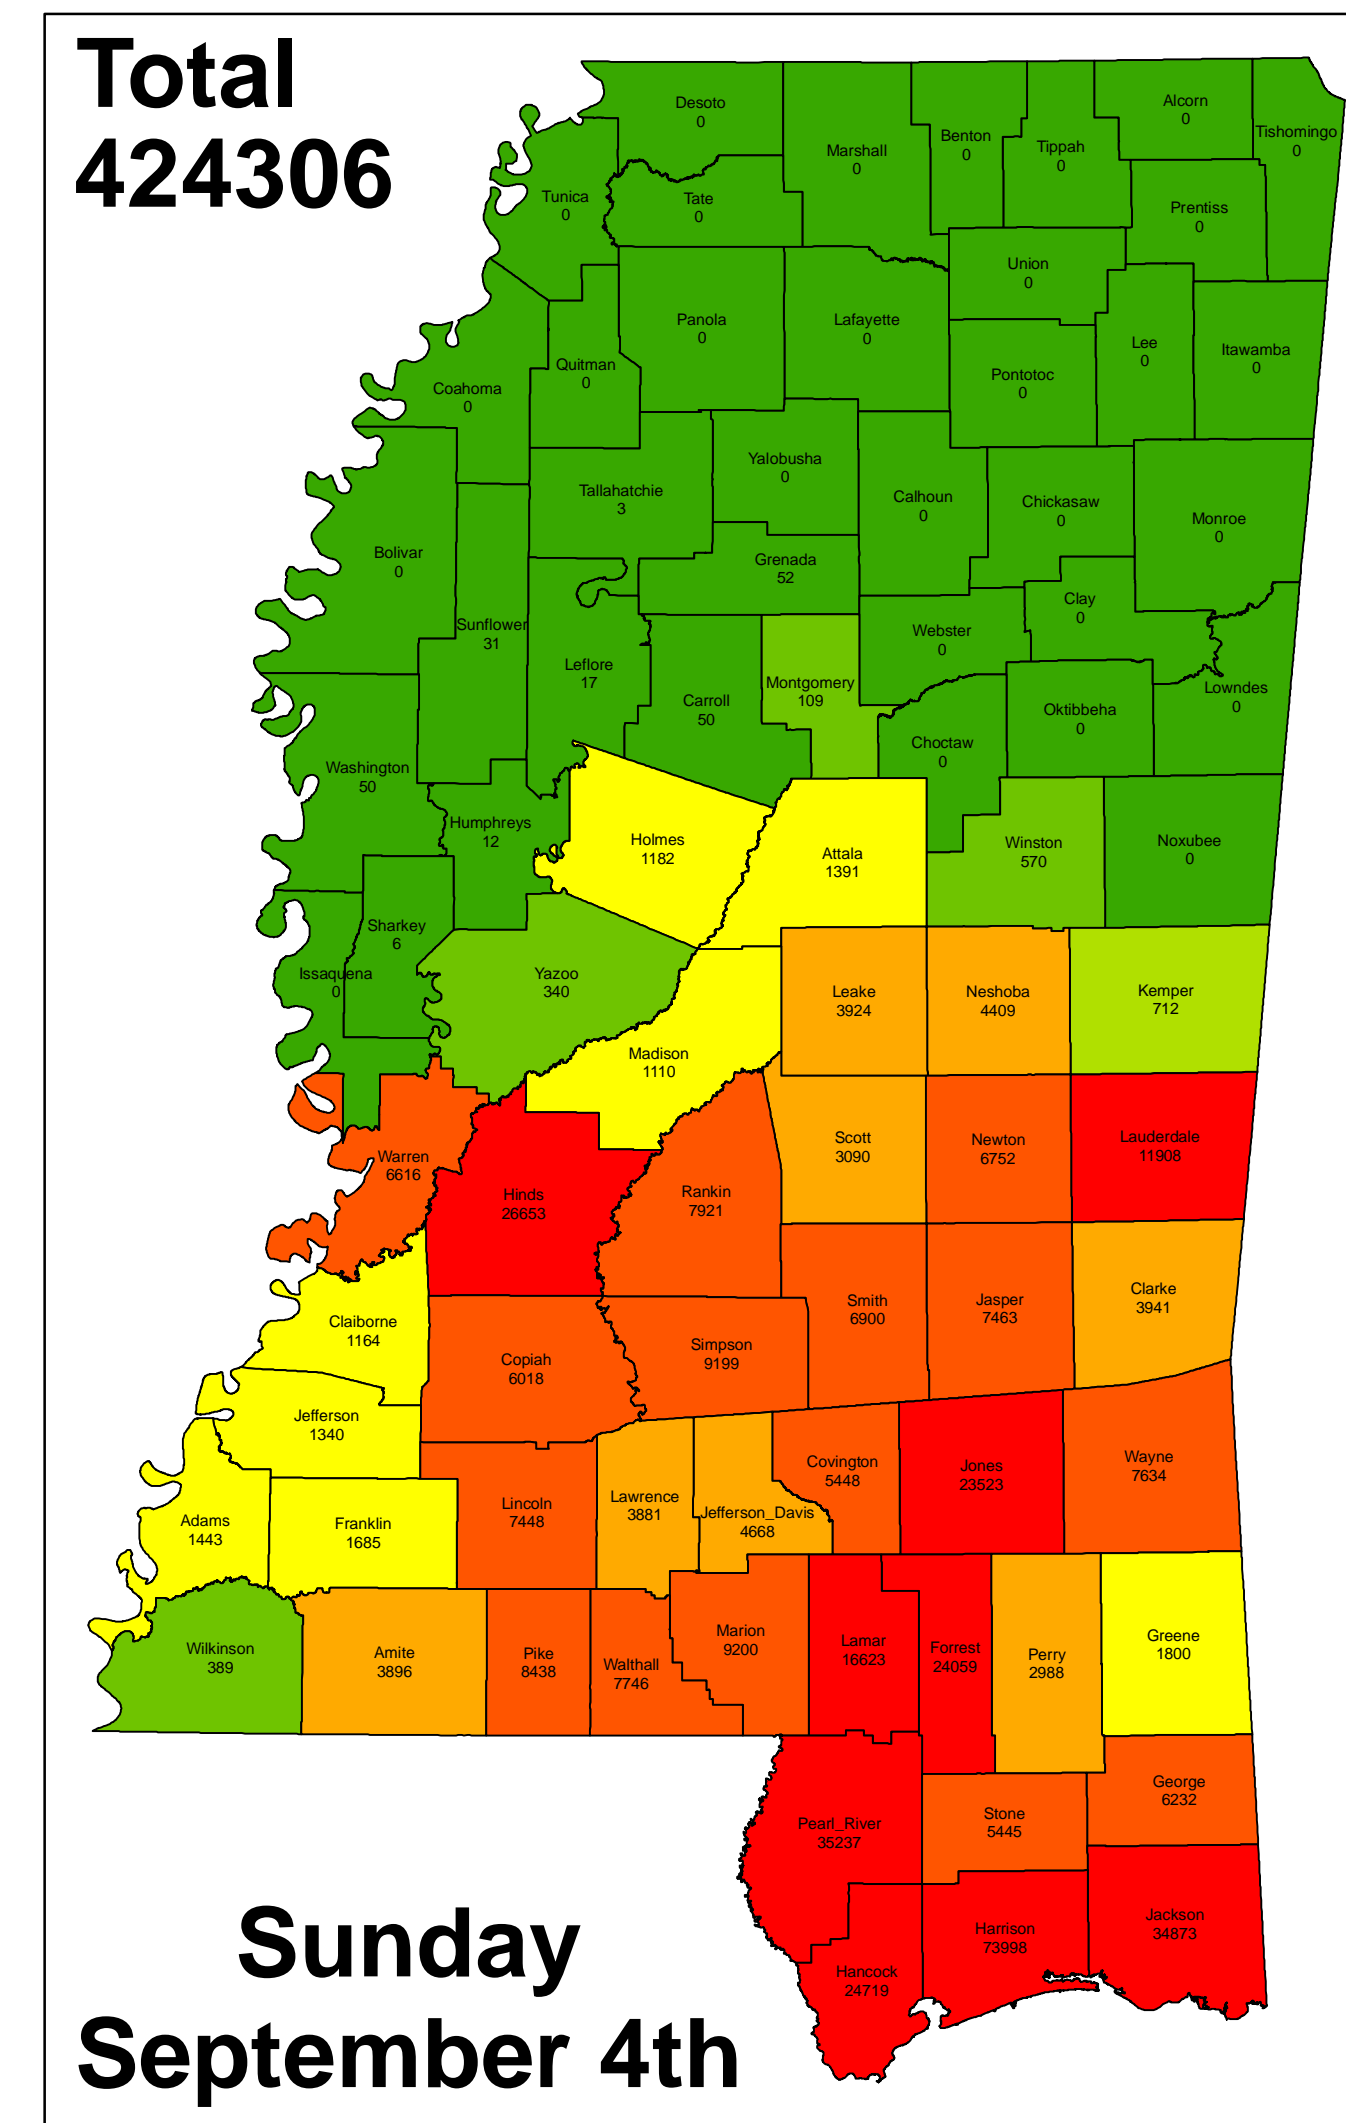 Total
424306
Desoto
0
Marshall
0
Benton
0
Tippah
0
Alcorn
0
Tishomingo
0
Tunica
0
Tate
0
Prentiss
0
Union
0
Panola
0
Lafayette
0
Lee
0
Itawamba
0
Quitman
0
Pontotoc
0
Coahoma
0
Yalobusha
0
Tallahatchie
3
Calhoun
0
Chickasaw
0
Monroe
0
Bolivar
0
Grenada
52
Clay
0
Sunflower
31
Webster
0
Leflore
17
Montgomery
109
Carroll
50
Lowndes
0
Oktibbeha
0
Choctaw
0
Washington
50
Humphreys
12
Holmes
1182
Attala
1391
Winston
570
Noxubee
0
Sharkey
6
Issaquena
0
Yazoo
340
Leake
3924
Neshoba
4409
Kemper
712
Madison
1110
Warren
6616
Hinds
26653
Rankin
7921
Scott
3090
Newton
6752
Lauderdale
11908
Claiborne
1164
Copiah
6018
Simpson
9199
Smith
6900
Jasper
7463
Clarke
3941
Jefferson
1340
Adams
1443
Franklin
1685
Lincoln
7448
Lawrence
3881
Jefferson_Davis
4668
Covington
5448
Jones
23523
Wayne
7634
Wilkinson
389
Amite
3896
Pike
8438
Walthall
7746
Marion
9200
Lamar
16623
Forrest
24059
Perry
2988
Greene
1800
George
6232
Pearl_River
35237
Stone
5445
Jackson
34873
Harrison
73998
Hancock
24719
Sunday
September 4th